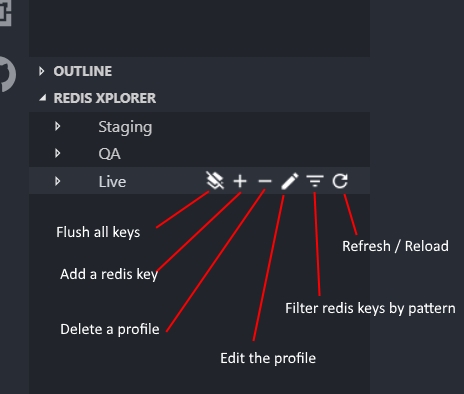 OUTLINE
REDIS XPLORER
Staging
QA
Live
Flush all keys
Refresh / Reload
Add a redis key
Filter redis keys by pattern
Delete a profile
Edit the profile